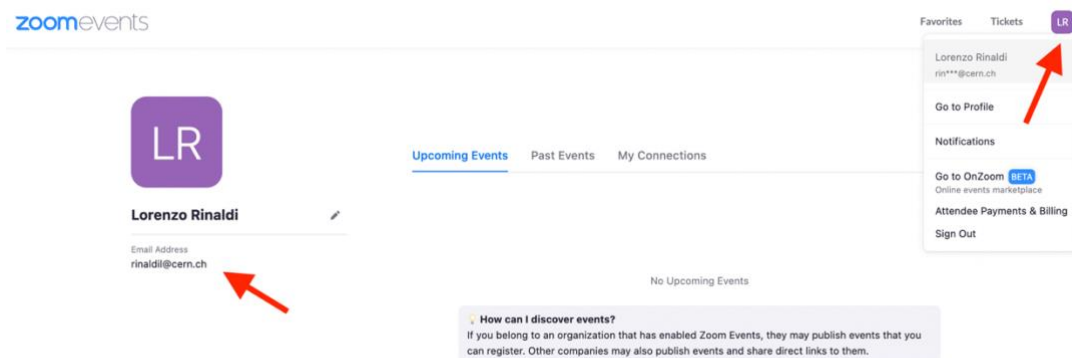 zoomevents
Favorites Tickets LR
Lorenzo Rinaldi
rin***@cern.ch
Go to Profile
Notifications
Go to OnZoom BETA
Online events marketplace
Attendee Payments & Billing
Sign Out
LR
Lorenzo Rinaldi
Email Address
rinaldil@cern.ch
Upcoming Events Past Events My Connections
No Upcoming Events
How can I discover events?
If you belong to an organization that has enabled Zoom Events, they may publish events that you
can register. Other companies may also publish events and share direct links to them.